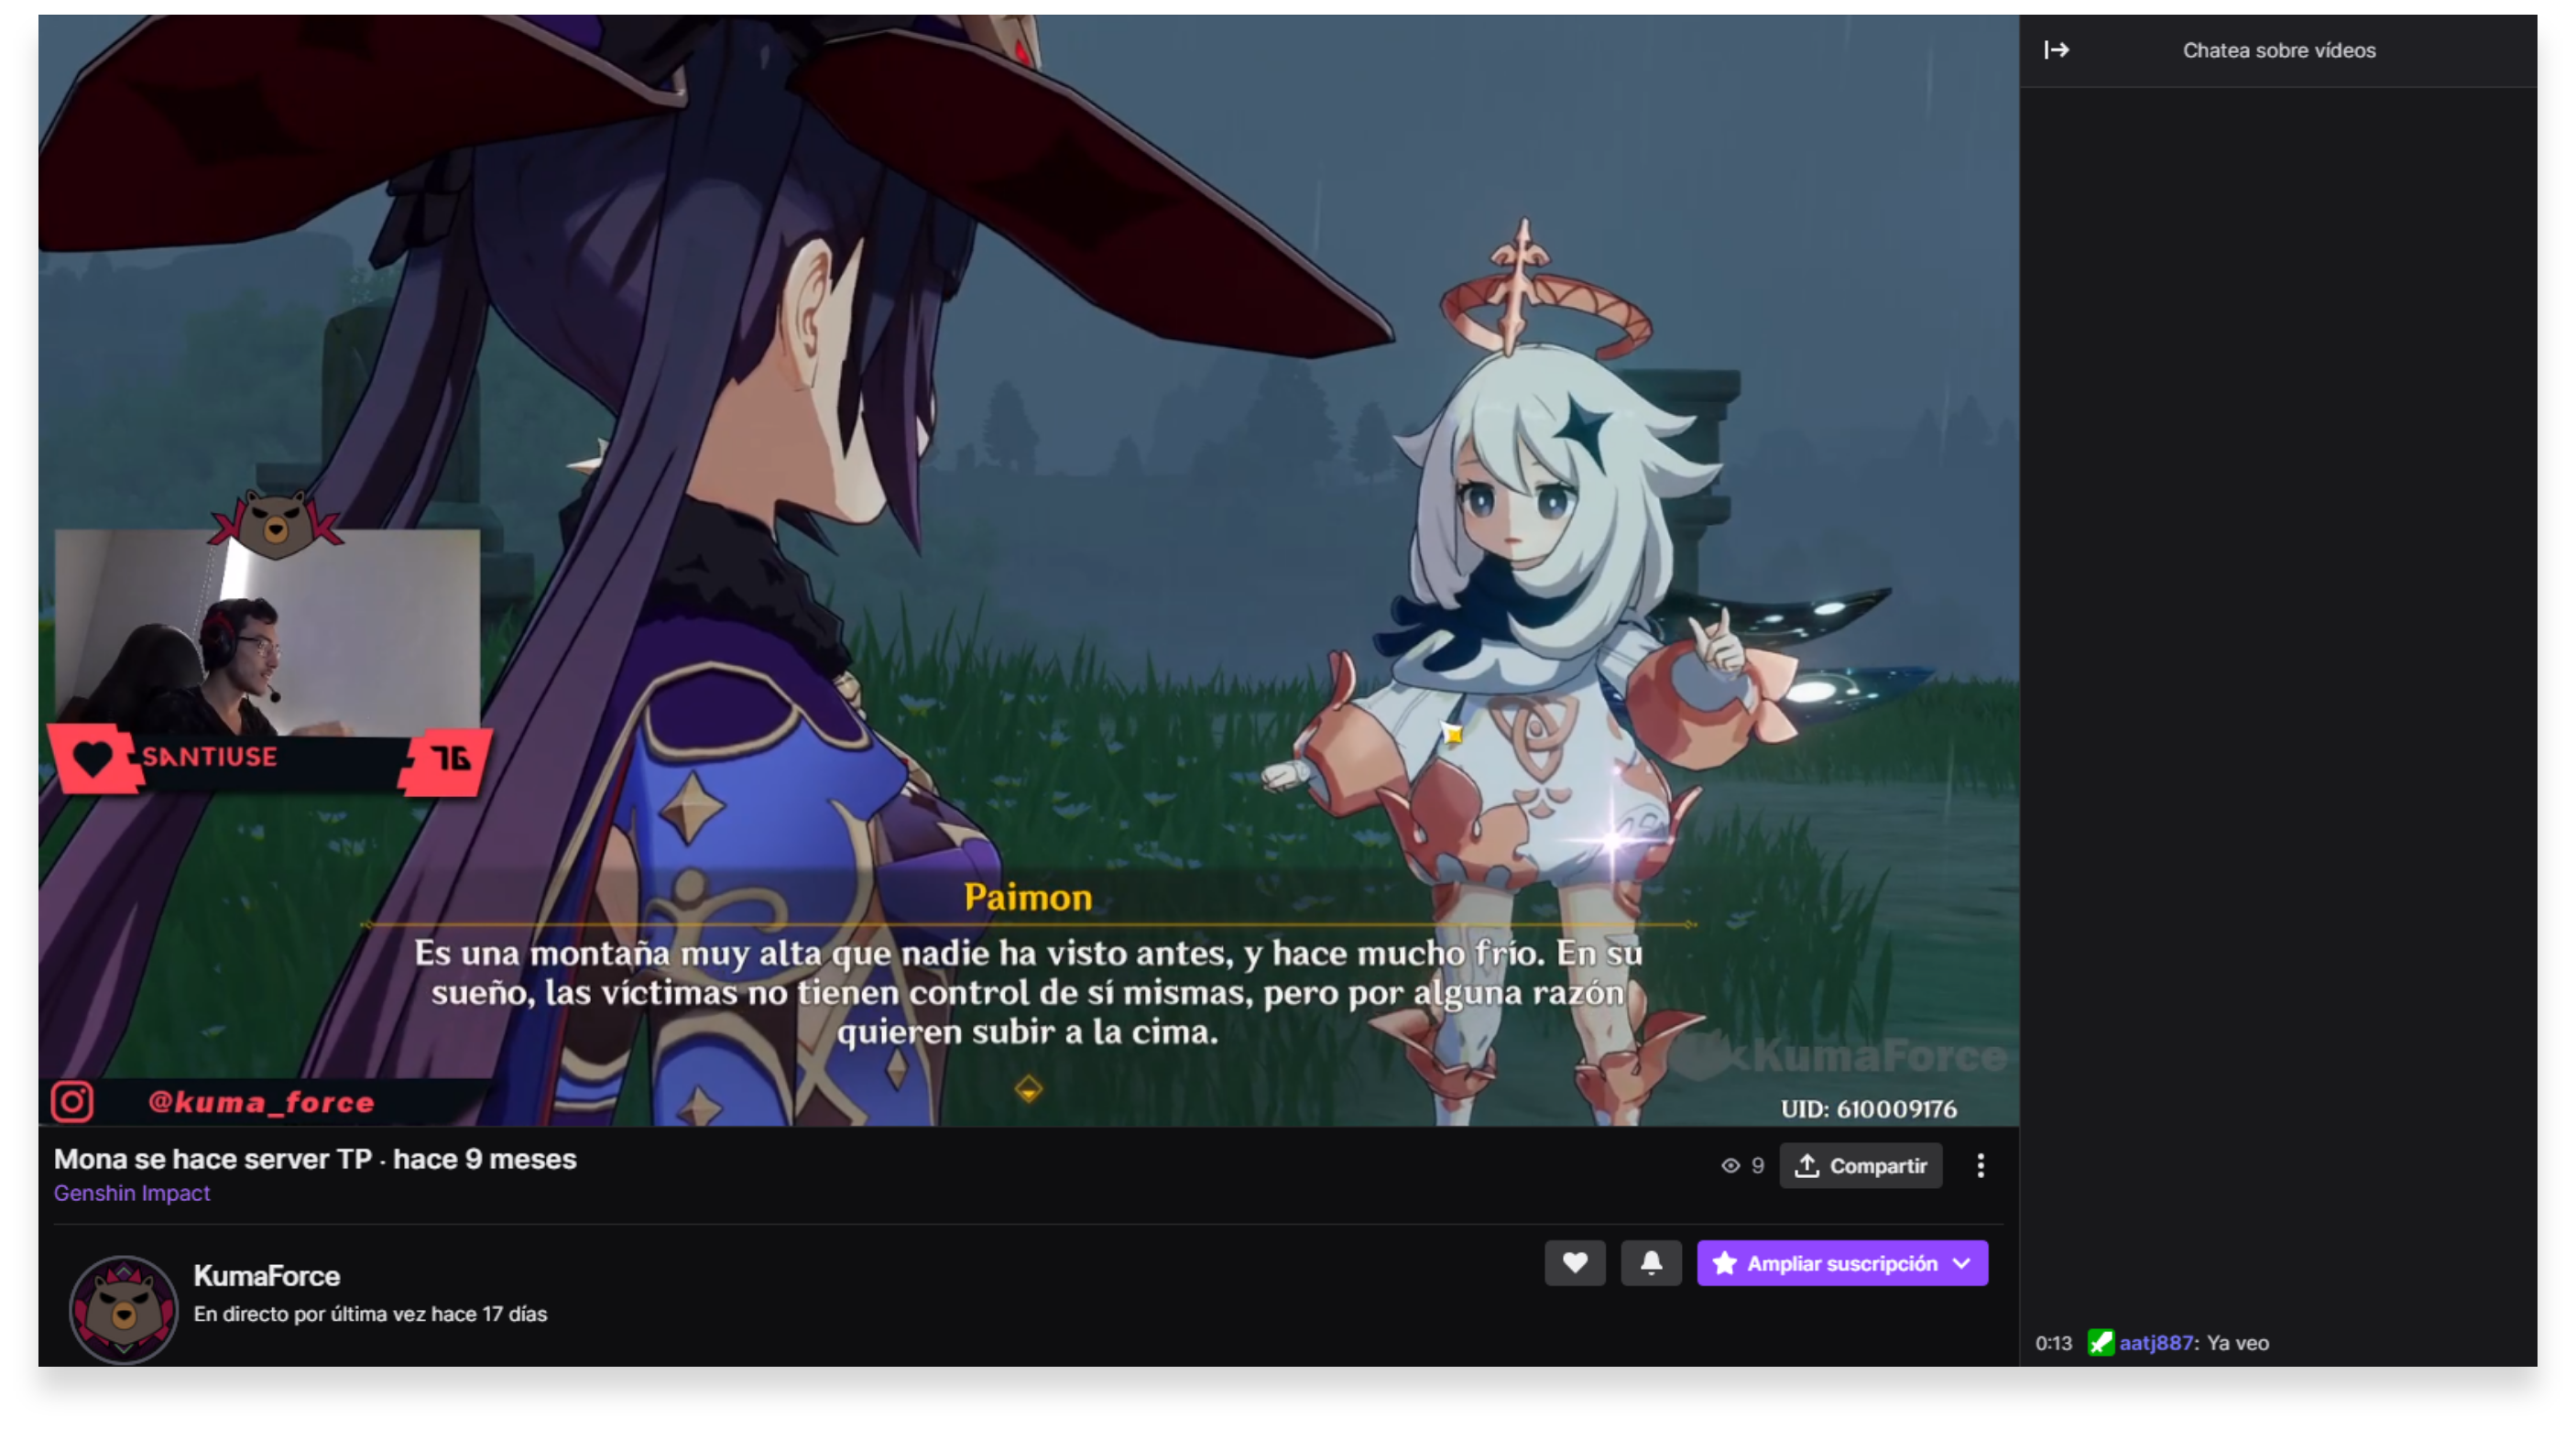 Chatea sobre vídeos
SANTIUSE
76
Paimon
Es una montaña muy alta que nadie ha visto antes, y hace mucho frío. En su
sueño, las víctimas no tienen control de sí mismas, pero por alguna razón
quieren subir a la cima.
KumaForce
@kuma_force
UID: 610009176
Mona se hace server TP · hace 9 meses
9
Compartir
Genshin Impact
KumaForce
En directo por última vez hace 17 días
Ampliar suscripción
0:13 aatj887: Ya veo